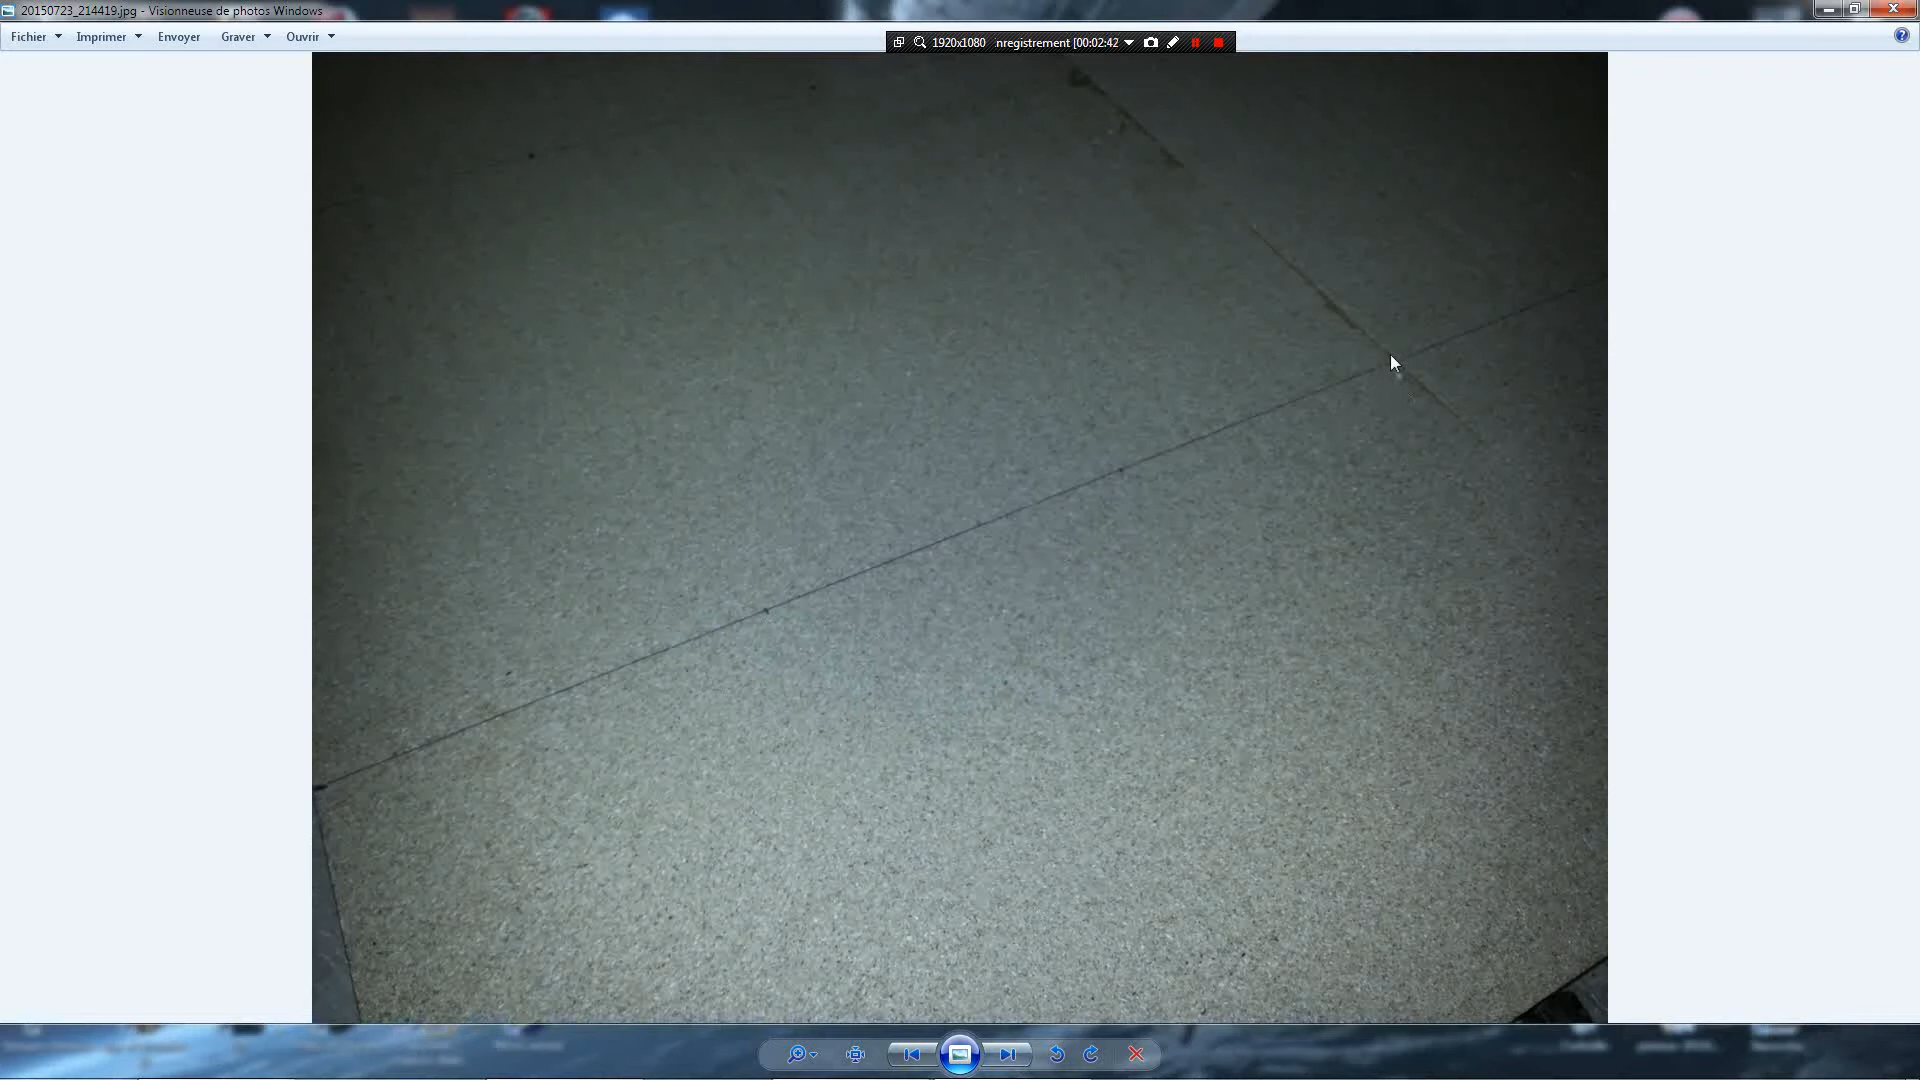 20150723_214419.jpg - Visionneuse de photos Windows
Fichier Imprimer Envoyer Graver Ouvrir
1920x1080 nregistrement [00:02:42